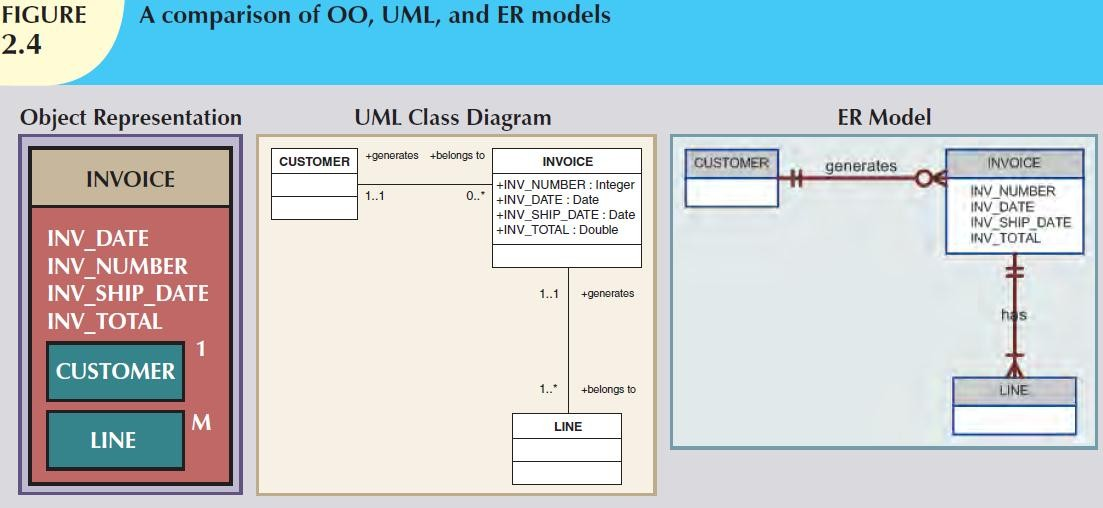 FIGURE
2.4
A comparison of OO, UML, and ER models
Object Representation
INVOICE
INV_DATE
INV_NUMBER
INV_SHIP_DATE
INV_TOTAL
1
CUSTOMER
M
LINE
UML Class Diagram
CUSTOMER
+generates +belongs to
1..1 0..*
INVOICE
+INV_NUMBER : Integer
+INV_DATE : Date
+INV_SHIP_DATE : Date
+INV_TOTAL : Double
1..1 +generates
1..* +belongs to
LINE
ER Model
CUSTOMER
generates
INVOICE
INV_NUMBER
INV_DATE
INV_SHIP_DATE
INV_TOTAL
has
LINE